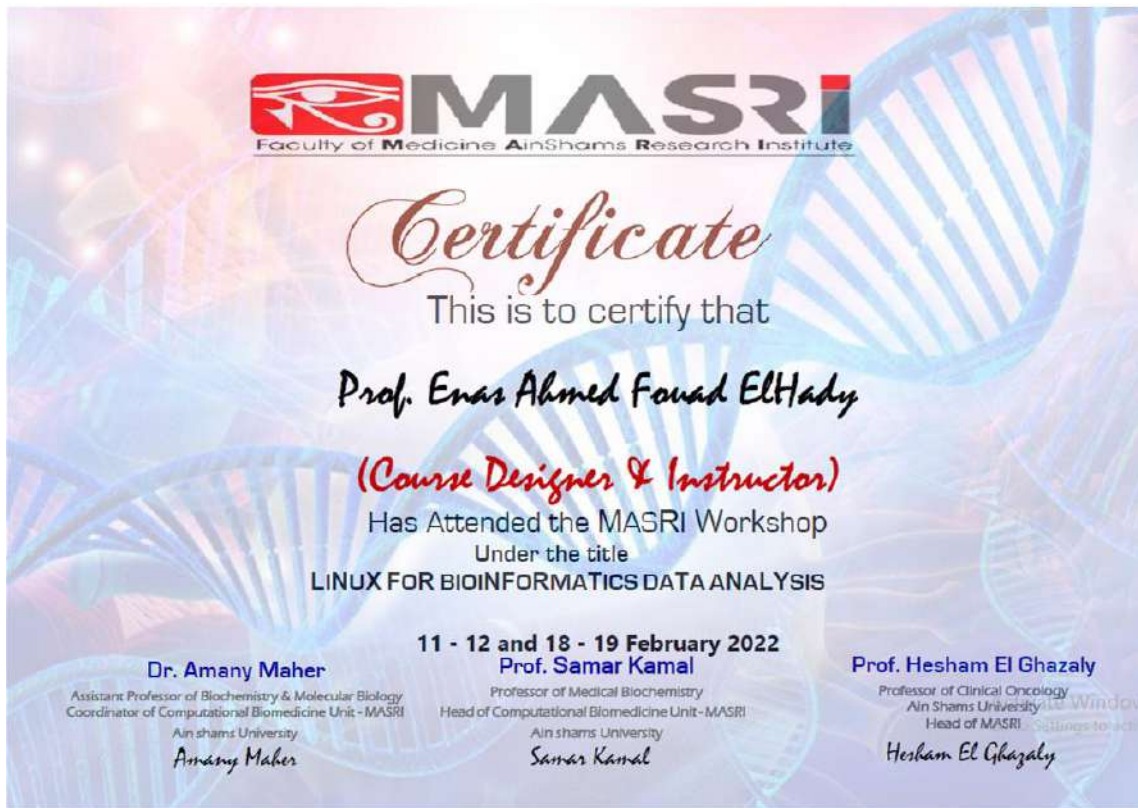 MASRi
Faculty of Medicine AinShams Research Institute
Certificate
This is to certify that
Prof. Enas Ahmed Fouad ElHady
(Course Designer & Instructor)
Has Attended the MASRI Workshop
Under the title
LiNUX FOR BIOINFORMATICS DATA ANALYSIS
11 - 12 and 18 - 19 February 2022
Dr. Amany Maher
Assistant Professor of Biochemistry & Molecular Biology
Coordinator of Computational Biomedicine Unit - MASRI
Ain shams University
Amany Maher
Prof. Samar Kamal
Professor of Medical Biochemistry
Head of Computational Biomedicine Unit - MASRI
Ain shams University
Samar Kamal
Prof. Hesham El Ghazaly
Professor of Clinical Oncology
Ain Shams University
Head of MASRI
Hesham El Ghazaly